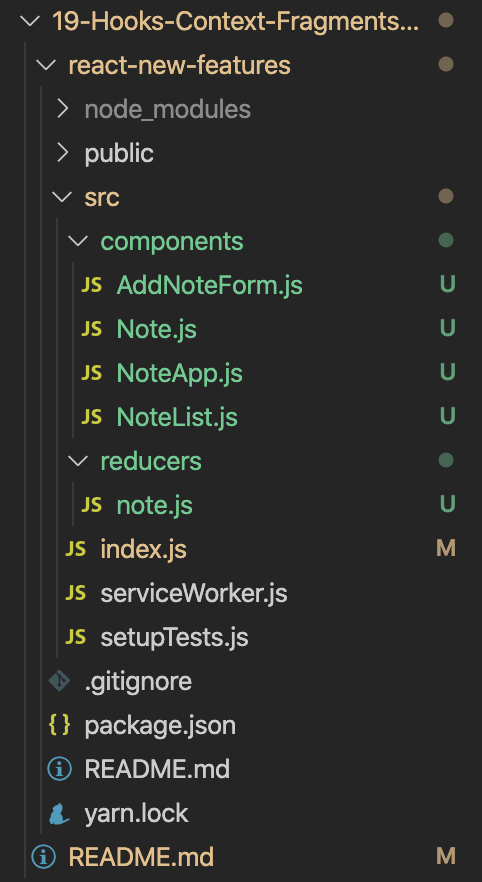 19-Hooks-Context-Fragments...
react-new-features
node_modules
public
src
components
JS AddNoteForm.js U
JS Note.js U
JS NoteApp.js U
JS NoteList.js U
reducers
JS note.js U
JS index.js M
JS serviceWorker.js
JS setupTests.js
.gitignore
{ } package.json
README.md
yarn.lock
README.md M